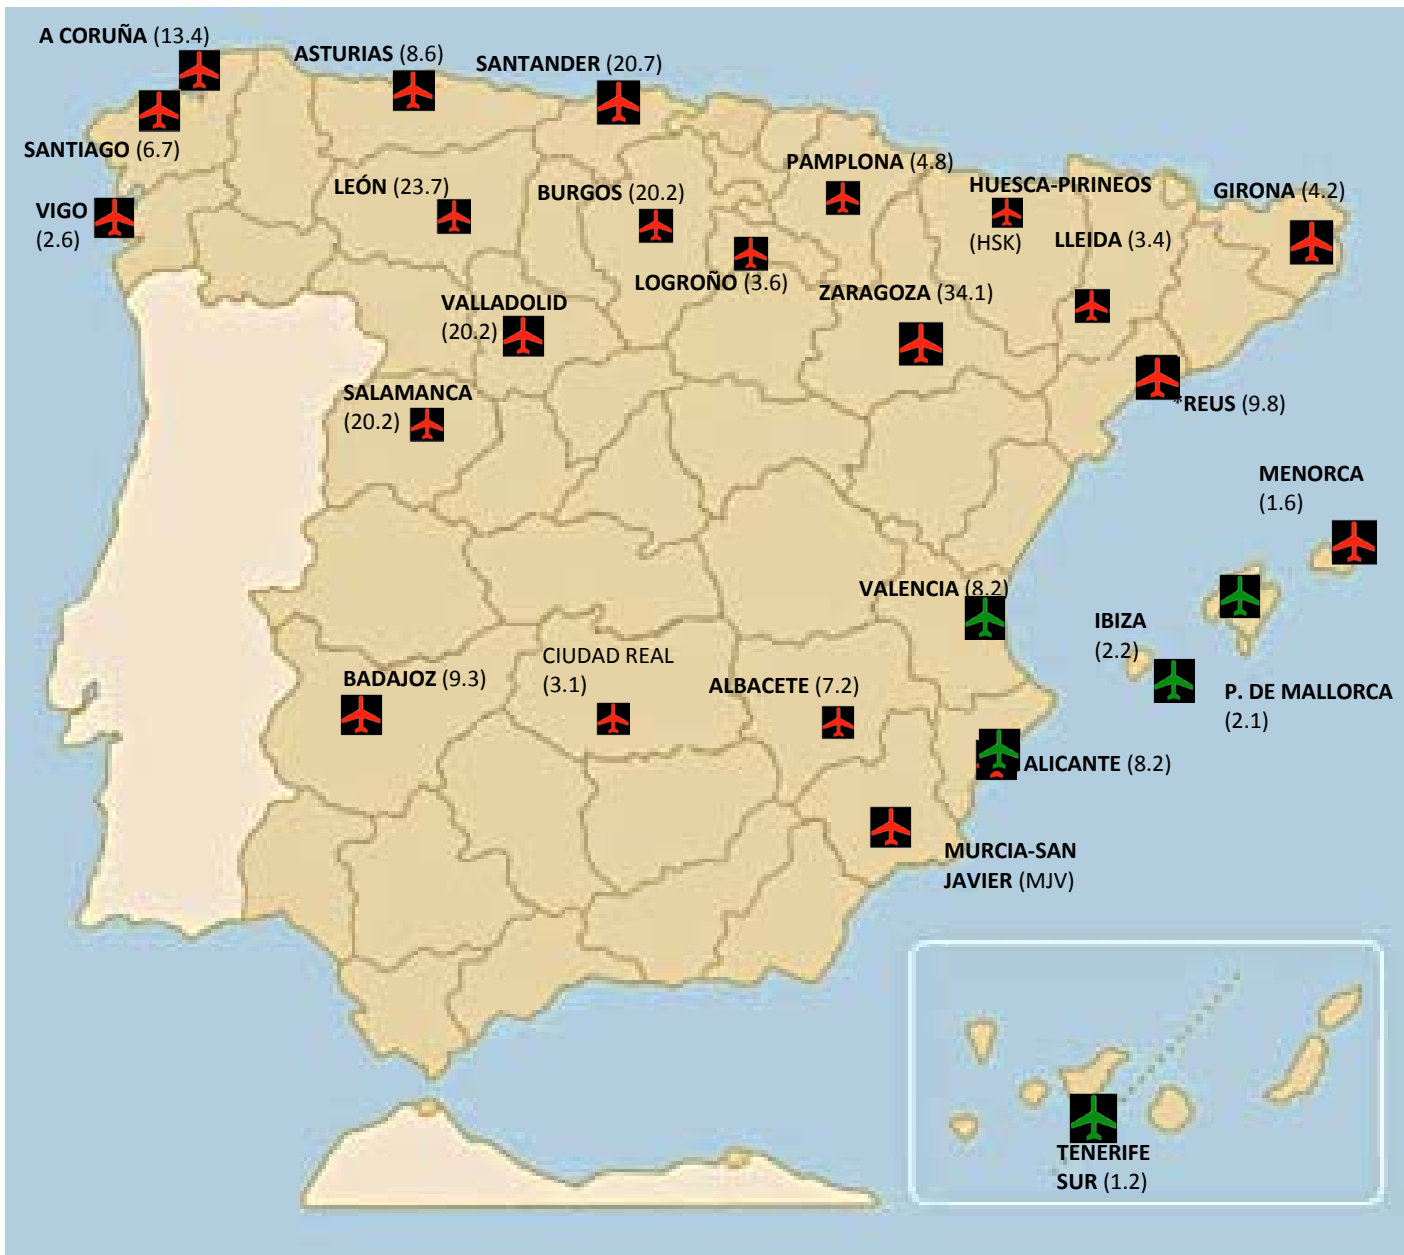 A CORUÑA (13.4)
ASTURIAS (8.6)
SANTANDER (20.7)
SANTIAGO (6.7)
PAMPLONA (4.8)
LEÓN (23.7)
BURGOS (20.2)
HUESCA-PIRINEOS
(HSK)
GIRONA (4.2)
VIGO
(2.6)
LLEIDA (3.4)
LOGROÑO (3.6)
ZARAGOZA (34.1)
VALLADOLID
(20.2)
SALAMANCA
(20.2)
*REUS (9.8)
MENORCA
(1.6)
VALENCIA (8.2)
IBIZA
(2.2)
CIUDAD REAL
(3.1)
BADAJOZ (9.3)
ALBACETE (7.2)
P. DE MALLORCA
(2.1)
ALICANTE (8.2)
MURCIA-SAN
JAVIER (MJV)
TENERIFE
SUR (1.2)